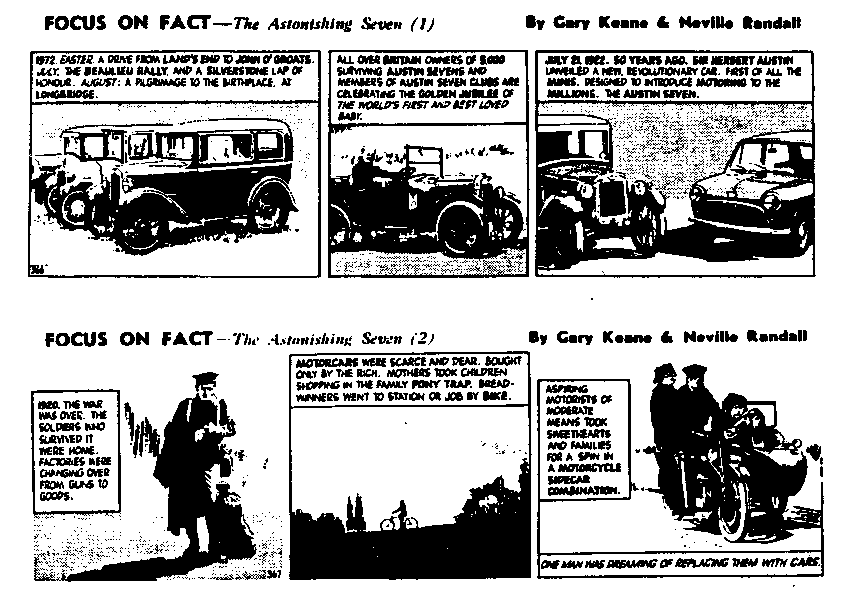 FOCUS ON FACT—The Astonishing Seven (1)
By Gary Keane & Neville Randall
1972. EASTER. A DRIVE FROM LAND'S END TO JOHN O'GROATS.
JULY. THE BEAULIEU RALLY, AND A SILVERSTONE LAP OF
HONOUR. AUGUST: A PILGRIMAGE TO THE BIRTHPLACE, AT
LONGBRIDGE.
366
ALL OVER BRITAIN OWNERS OF 8,000
SURVIVING AUSTIN SEVENS AND
MEMBERS OF AUSTIN SEVEN CLUBS ARE
CELEBRATING THE GOLDEN JUBILEE OF
THE WORLD'S FIRST AND BEST LOVED
BABY.
JULY 21, 1922. 50 YEARS AGO, SIR HERBERT AUSTIN
UNVEILED A NEW, REVOLUTIONARY CAR. FIRST OF ALL THE
MINIS. DESIGNED TO INTRODUCE MOTORING TO THE
MILLIONS. THE AUSTIN SEVEN.
FOCUS ON FACT—The Astonishing Seven (2)
By Gary Keane & Neville Randall
1920. THE WAR
WAS OVER. THE
SOLDIERS WHO
SURVIVED IT
WERE HOME.
FACTORIES WERE
CHANGING OVER
FROM GUNS TO
GOODS.
367
MOTORCARS WERE SCARCE AND DEAR. BOUGHT
ONLY BY THE RICH. MOTHERS TOOK CHILDREN
SHOPPING IN THE FAMILY PONY TRAP. BREAD-
WINNERS WENT TO STATION OR JOB BY BIKE.
ASPIRING
MOTORISTS OF
MODERATE
MEANS TOOK
SWEETHEARTS
AND FAMILIES
FOR A SPIN IN
A MOTORCYCLE
SIDECAR
COMBINATION.
ONE MAN WAS DREAMING OF REPLACING THEM WITH CARS.